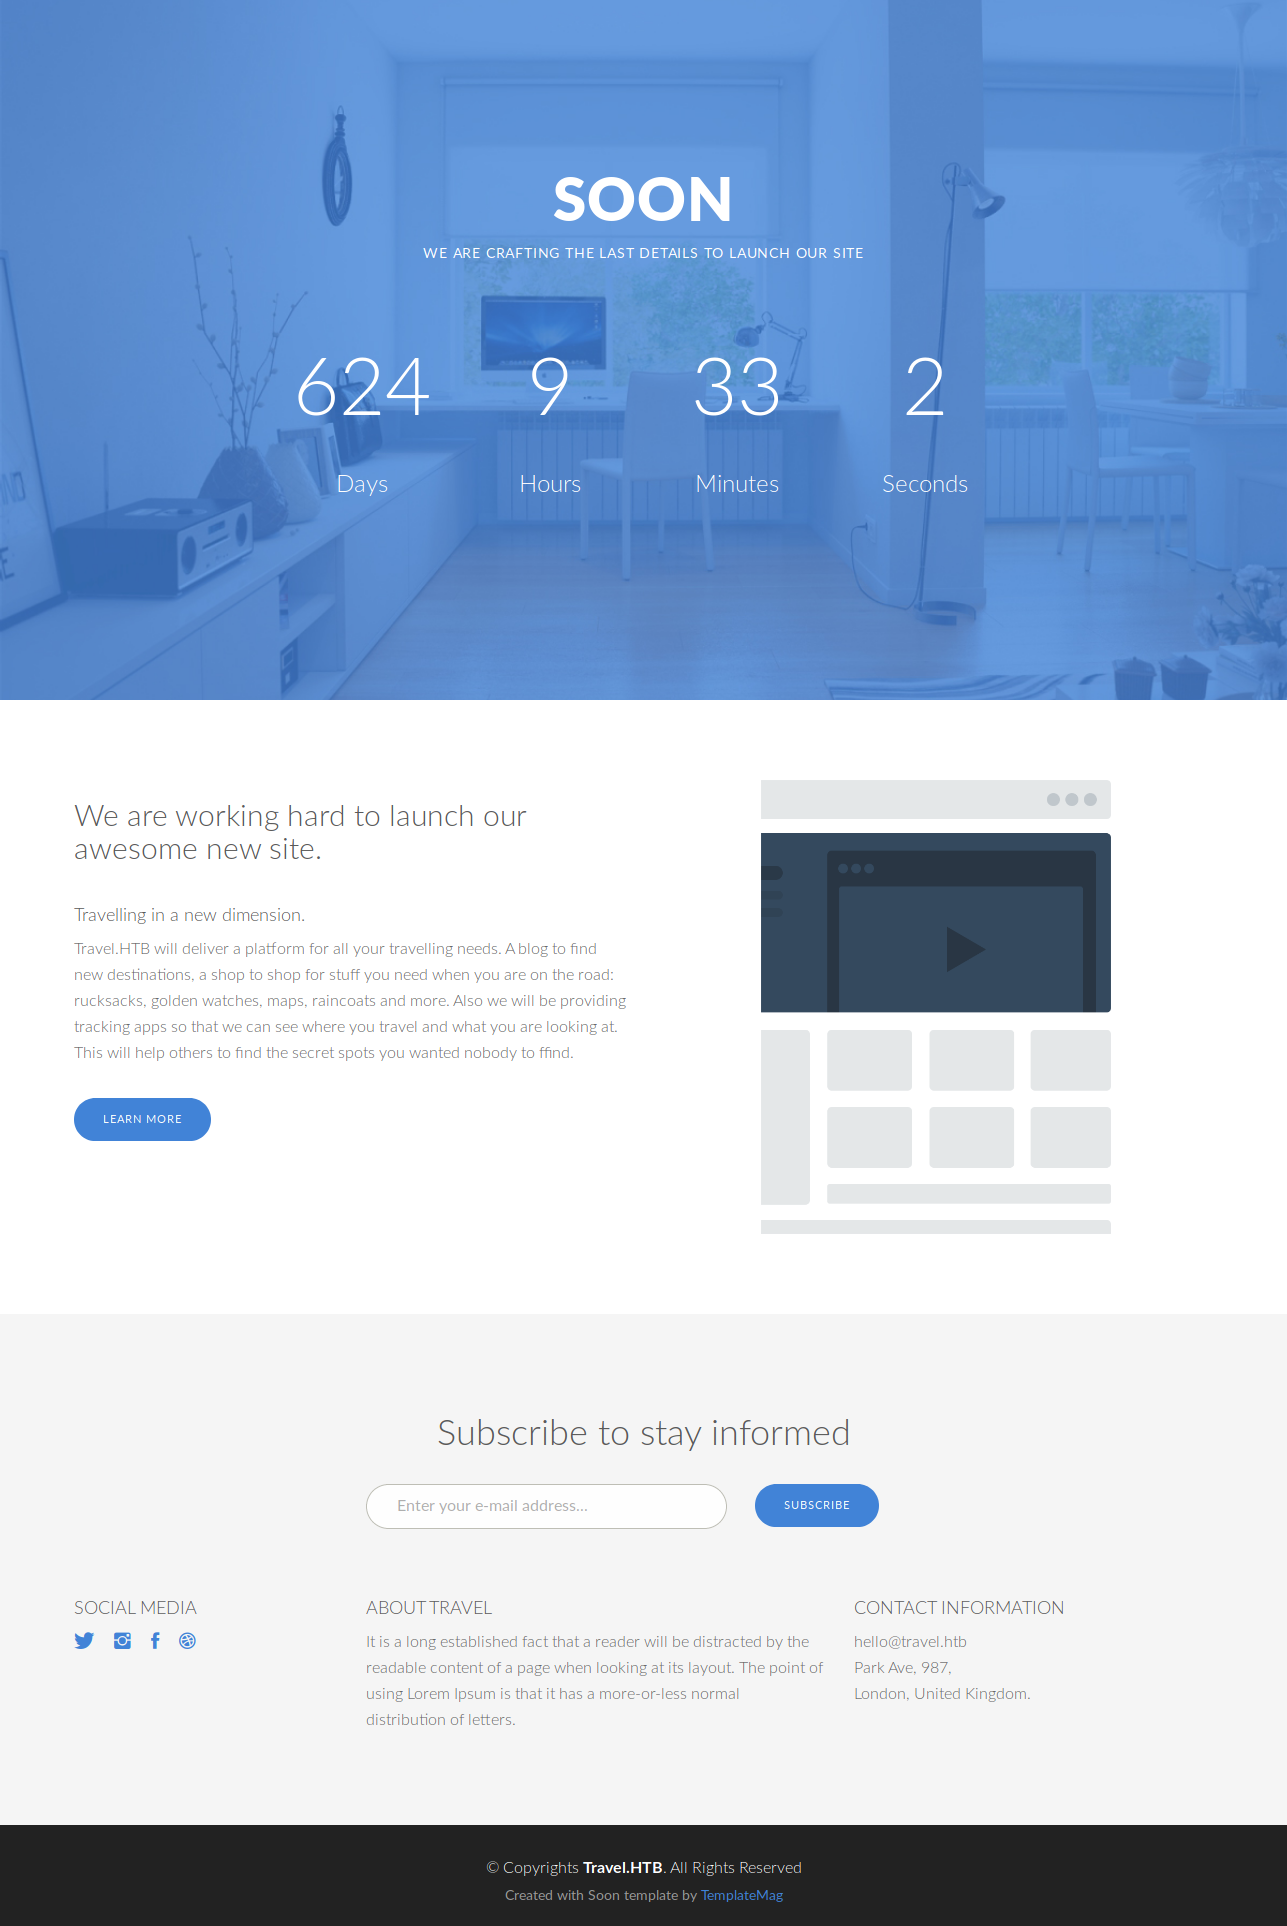 SOON
WE ARE CRAFTING THE LAST DETAILS TO LAUNCH OUR SITE
624 9 33 2
Days Hours Minutes Seconds
We are working hard to launch our
awesome new site.
Travelling in a new dimension.
Travel.HTB will deliver a platform for all your travelling needs. A blog to find
new destinations, a shop to shop for stuff you need when you are on the road:
rucksacks, golden watches, maps, raincoats and more. Also we will be providing
tracking apps so that we can see where you travel and what you are looking at.
This will help others to find the secret spots you wanted nobody to ffind.
LEARN MORE
Subscribe to stay informed
Enter your e-mail address...
SUBSCRIBE
SOCIAL MEDIA
ABOUT TRAVEL
It is a long established fact that a reader will be distracted by the
readable content of a page when looking at its layout. The point of
using Lorem Ipsum is that it has a more-or-less normal
distribution of letters.
CONTACT INFORMATION
hello@travel.htb
Park Ave, 987,
London, United Kingdom.
© Copyrights Travel.HTB. All Rights Reserved
Created with Soon template by TemplateMag